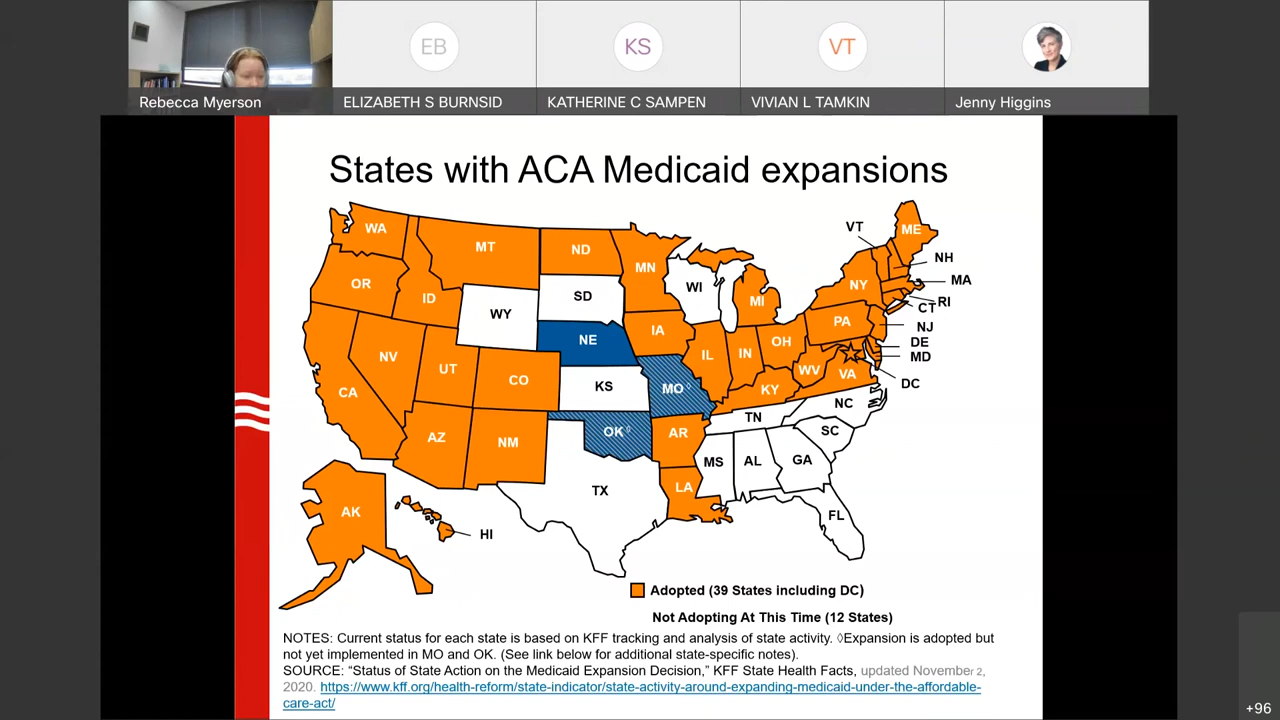 EB
KS
VT
Rebecca Myerson
ELIZABETH S BURNSID
KATHERINE C SAMPEN
VIVIAN L TAMKIN
Jenny Higgins
States with ACA Medicaid expansions
WA
MT
ND
MN
VT
ME
NH
OR
ID
SD
WI
MI
NY
MA
WY
RI
CT
PA
NJ
IA
NE
OH
DE
NV
UT
IL
IN
MD
CO
KS
MO◊
WV
VA
CA
KY
DC
NC
TN
AZ
NM
OK◊
AR
SC
MS
AL
GA
TX
LA
AK
HI
FL
Adopted (39 States including DC)
Not Adopting At This Time (12 States)
NOTES: Current status for each state is based on KFF tracking and analysis of state activity. ◊Expansion is adopted but
not yet implemented in MO and OK. (See link below for additional state-specific notes).
SOURCE: “Status of State Action on the Medicaid Expansion Decision,” KFF State Health Facts, updated November 2,
2020. https://www.kff.org/health-reform/state-indicator/state-activity-around-expanding-medicaid-under-the-affordable-
care-act/
+96